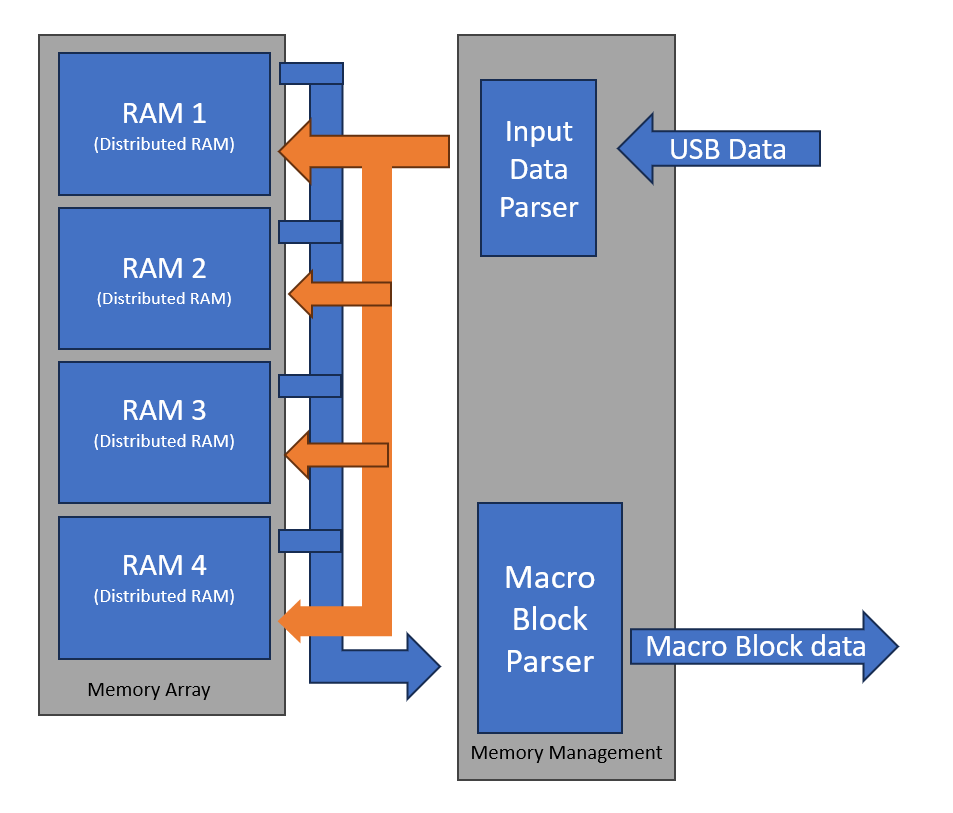 RAM 1
(Distributed RAM)
RAM 2
(Distributed RAM)
RAM 3
(Distributed RAM)
RAM 4
(Distributed RAM)
Memory Array
Input
Data
Parser
USB Data
Macro
Block
Parser
Macro Block data
Memory Management